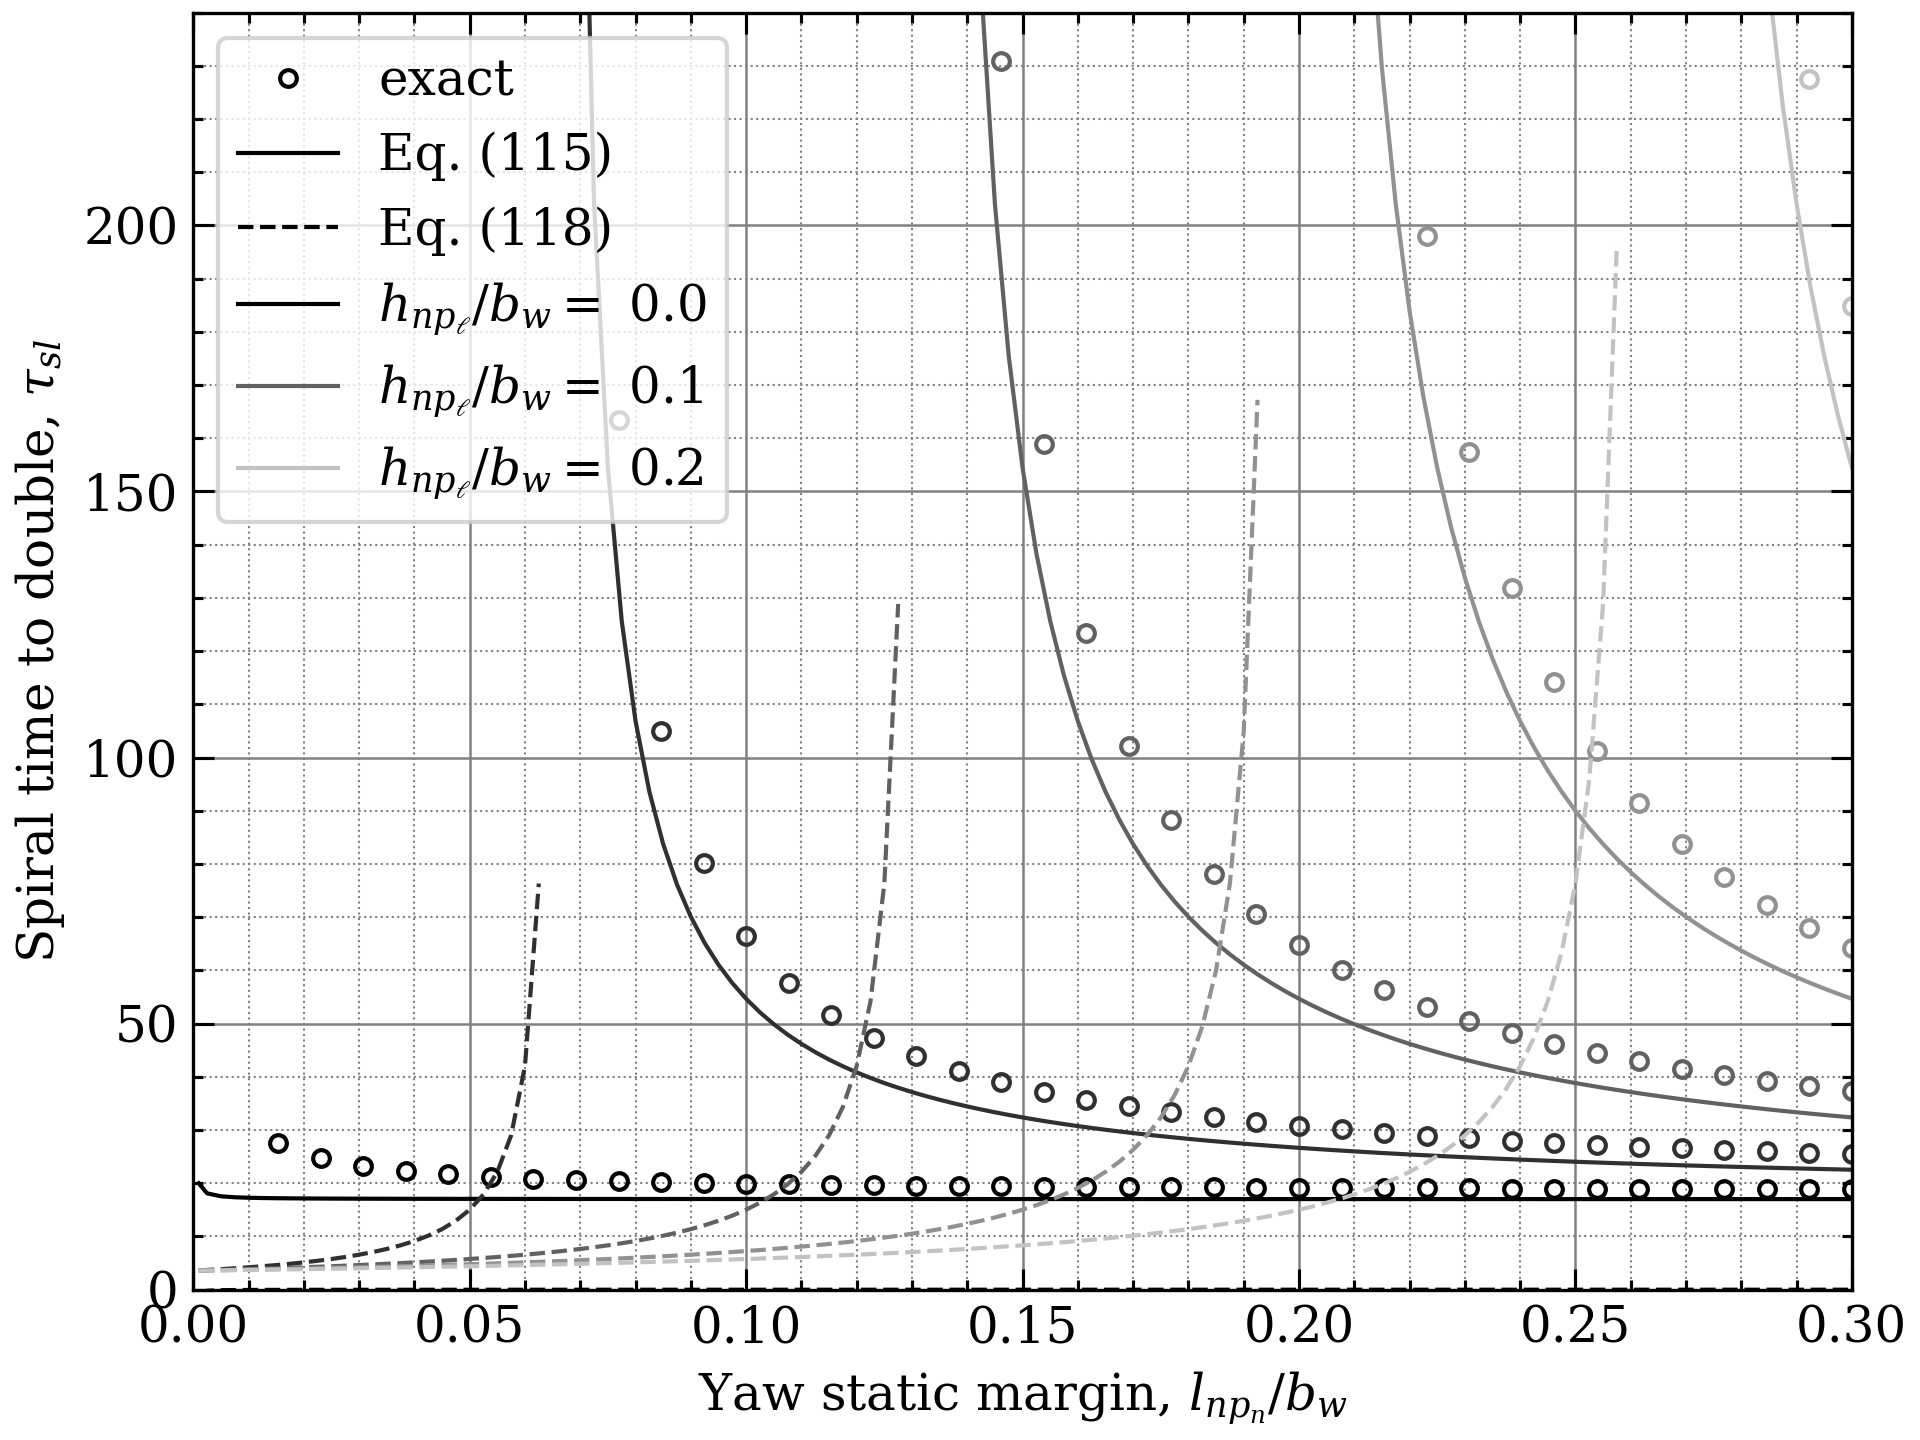 exact
Eq. (115)
Eq. (118)
h_{np_ℓ}/b_w = 0.0
h_{np_ℓ}/b_w = 0.1
h_{np_ℓ}/b_w = 0.2
Spiral time to double, τ_{sl}
200
150
100
50
0
0.00 0.05 0.10 0.15 0.20 0.25 0.30
Yaw static margin, l_{np_n}/b_w